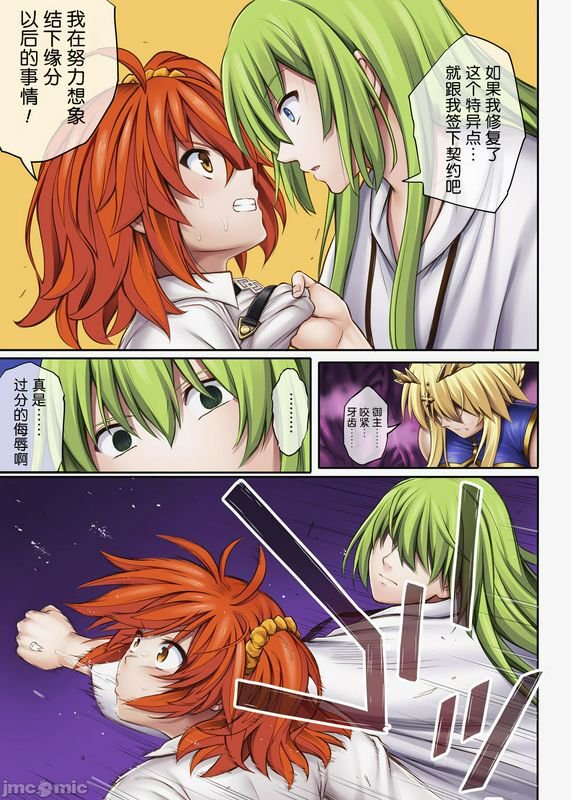 如果我修复了
这个特异点…
就跟我签下契约吧
我在努力想象
结下缘分
以后的事情！
御主……
咬紧
牙齿…
………
真是……
过分的侮辱啊
jmcomic